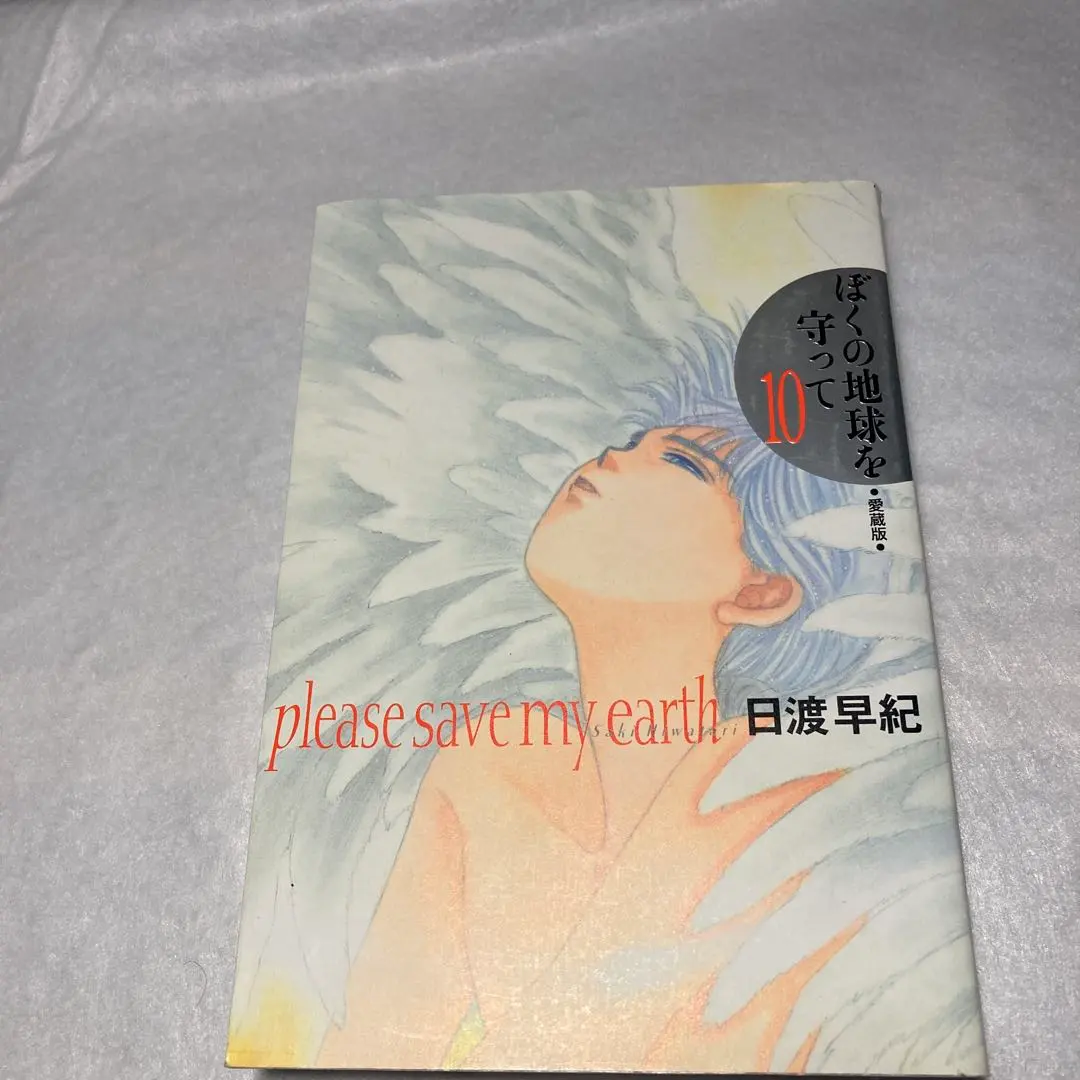 ぼくの地球を
守って
10
•愛蔵版•
please save my earth
Saki Hiwatari
日渡早紀